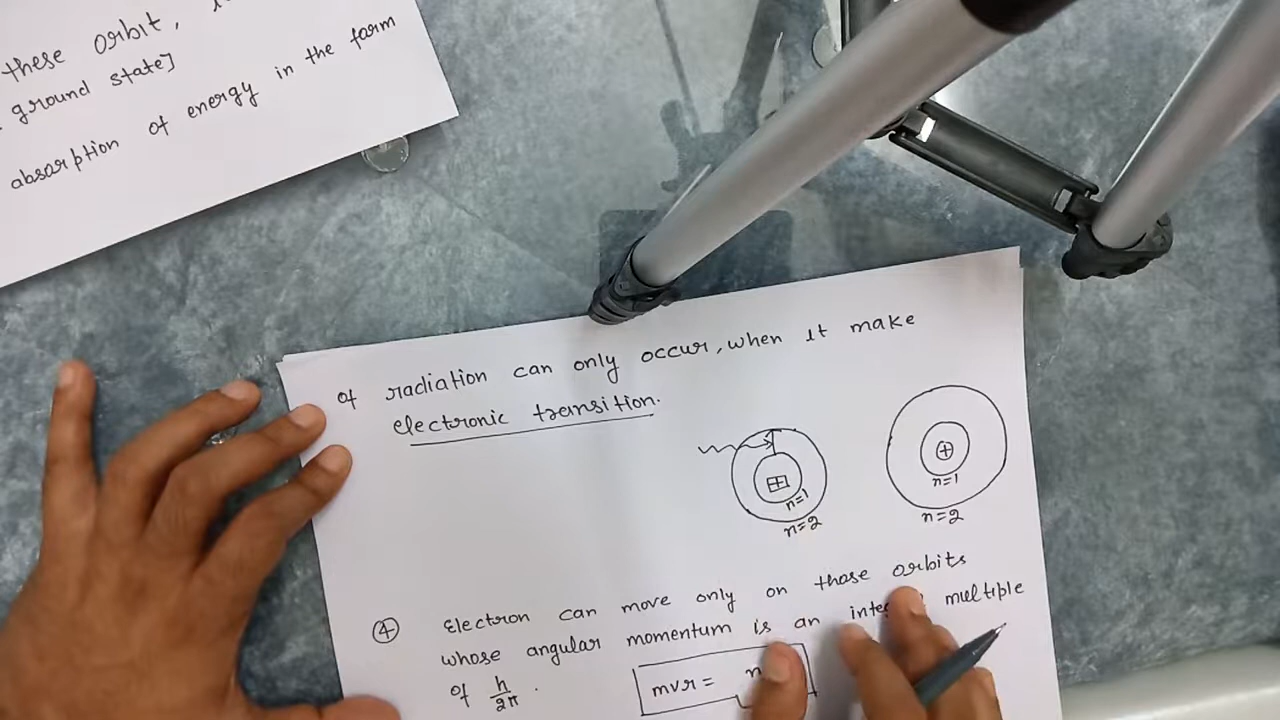 these orbit,
ground state]
absorption of energy in the form
of radiation can only occur, when it make
electronic transition.
n=1
n=2
n=1
n=2
④ Electron can move only on those orbits
whose angular momentum is an multiple
of h/2π.
mvr =